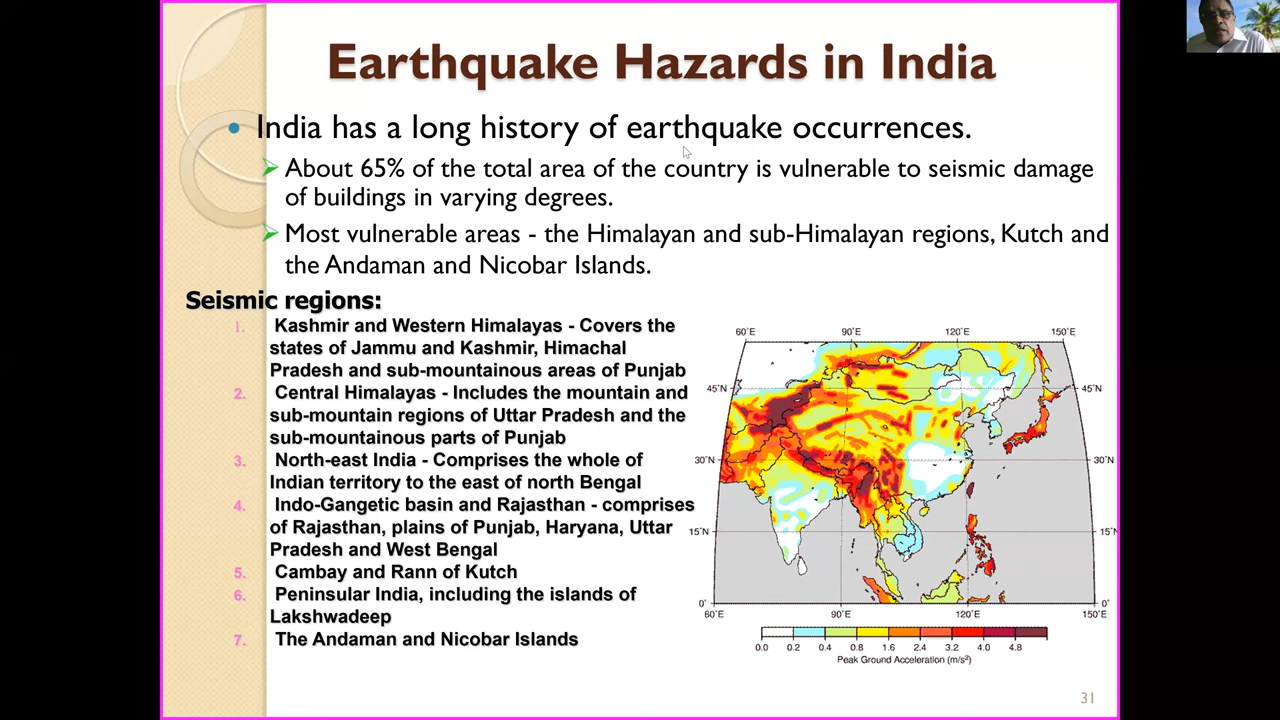 Earthquake Hazards in India
• India has a long history of earthquake occurrences.
About 65% of the total area of the country is vulnerable to seismic damage
of buildings in varying degrees.
Most vulnerable areas - the Himalayan and sub-Himalayan regions, Kutch and
the Andaman and Nicobar Islands.
Seismic regions:
1. Kashmir and Western Himalayas - Covers the
states of Jammu and Kashmir, Himachal
Pradesh and sub-mountainous areas of Punjab
2. Central Himalayas - Includes the mountain and
sub-mountain regions of Uttar Pradesh and the
sub-mountainous parts of Punjab
3. North-east India - Comprises the whole of
Indian territory to the east of north Bengal
4. Indo-Gangetic basin and Rajasthan - comprises
of Rajasthan, plains of Punjab, Haryana, Uttar
Pradesh and West Bengal
5. Cambay and Rann of Kutch
6. Peninsular India, including the islands of
Lakshwadeep
7. The Andaman and Nicobar Islands
60°E 90°E 120°E 150°E
45°N 45°N
30°N 30°N
15°N 15°N
0° 0°
60°E 90°E 120°E 150°E
0.0 0.2 0.4 0.8 1.6 2.4 3.2 4.0 4.8
Peak Ground Acceleration (m/s²)
31